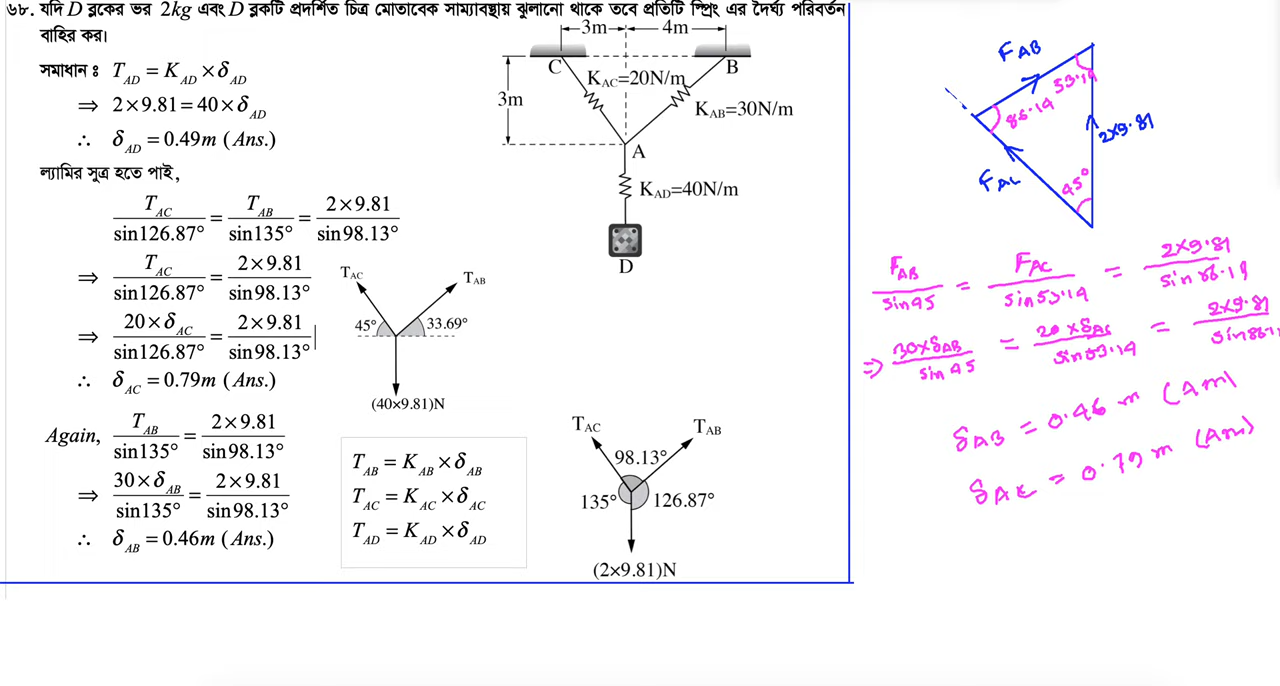 ৬৮. যদি D ব্লকের ভর 2kg এবং D ব্লকটি প্রদর্শিত চিত্র মোতাবেক সাম্যাবস্থায় ঝুলানো থাকে তবে প্রতিটি স্প্রিং এর দৈর্ঘ্য পরিবর্তন
বাহির কর।
সমাধানঃ T_AD = K_AD × δ_AD
⇒ 2×9.81 = 40×δ_AD
∴ δ_AD = 0.49m (Ans.)
ল্যামির সুত্র হতে পাই,
T_AC/sin126.87° = T_AB/sin135° = 2×9.81/sin98.13°
⇒ T_AC/sin126.87° = 2×9.81/sin98.13°
⇒ 20×δ_AC/sin126.87° = 2×9.81/sin98.13°
∴ δ_AC = 0.79m (Ans.)
Again, T_AB/sin135° = 2×9.81/sin98.13°
⇒ 30×δ_AB/sin135° = 2×9.81/sin98.13°
∴ δ_AB = 0.46m (Ans.)
3m 4m
C B
K_AC=20N/m
3m
K_AB=30N/m
A
K_AD=40N/m
D
T_AC T_AB
45° 33.69°
(40×9.81)N
T_AB = K_AB × δ_AB
T_AC = K_AC × δ_AC
T_AD = K_AD × δ_AD
T_AC T_AB
98.13°
135° 126.87°
(2×9.81)N
F_AB
53.19
86.19
2×9.81
F_AC
45°
F_AB/sin45 = F_AC/sin53.19 = 2×9.81/sin86.19
⇒ 30×δ_AB/sin45 = 20×δ_AC/sin53.19 = 2×9.81/sin86.1
δ_AB = 0.46 m (Am)
δ_AC = 0.79 m (Am)